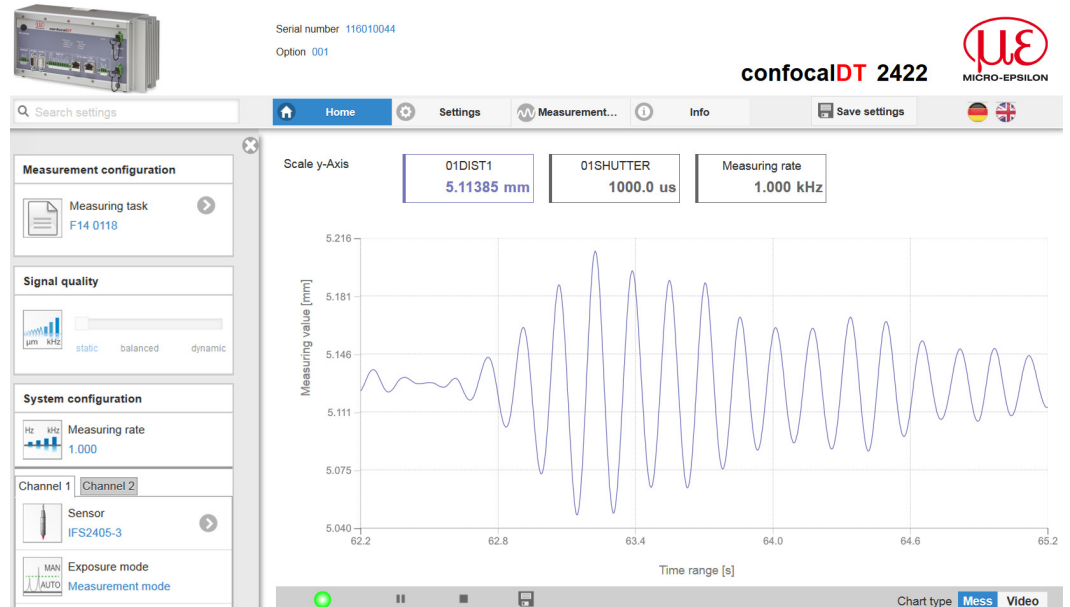 Serial number 116010044
Option 001
confocalDT 2422
με
MICRO-EPSILON
με confocalDT
Search settings
Home
Settings
Measurement...
Info
Save settings
Measurement configuration
Measuring task
F14 0118
Signal quality
µm kHz
static balanced dynamic
System configuration
Hz kHz
Measuring rate
1.000
Channel 1 Channel 2
Sensor
IFS2405-3
MAN
AUTO
Exposure mode
Measurement mode
Scale y-Axis
01DIST1
5.11385 mm
01SHUTTER
1000.0 us
Measuring rate
1.000 kHz
Measuring value [mm]
5.216
5.181
5.146
5.111
5.075
5.040
62.2 62.8 63.4 64.0 64.6 65.2
Time range [s]
Chart type Mess Video